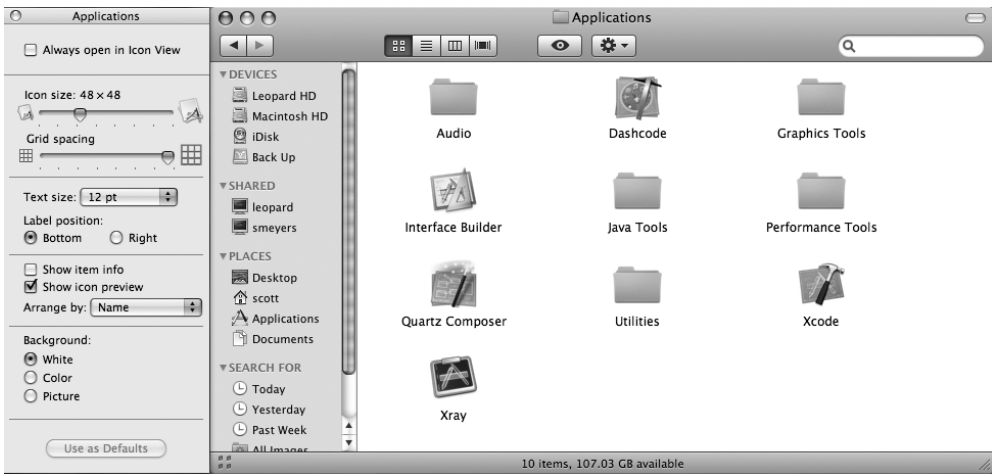 Applications
Always open in Icon View
Icon size: 48 × 48
Grid spacing
Text size: 12 pt
Label position:
Bottom Right
Show item info
Show icon preview
Arrange by: Name
Background:
White
Color
Picture
Use as Defaults
Applications
DEVICES
Leopard HD
Macintosh HD
iDisk
Back Up
SHARED
leopard
smeyers
PLACES
Desktop
scott
Applications
Documents
SEARCH FOR
Today
Yesterday
Past Week
All Images
Audio Dashcode Graphics Tools
Interface Builder Java Tools Performance Tools
Quartz Composer Utilities Xcode
Xray
10 items, 107.03 GB available